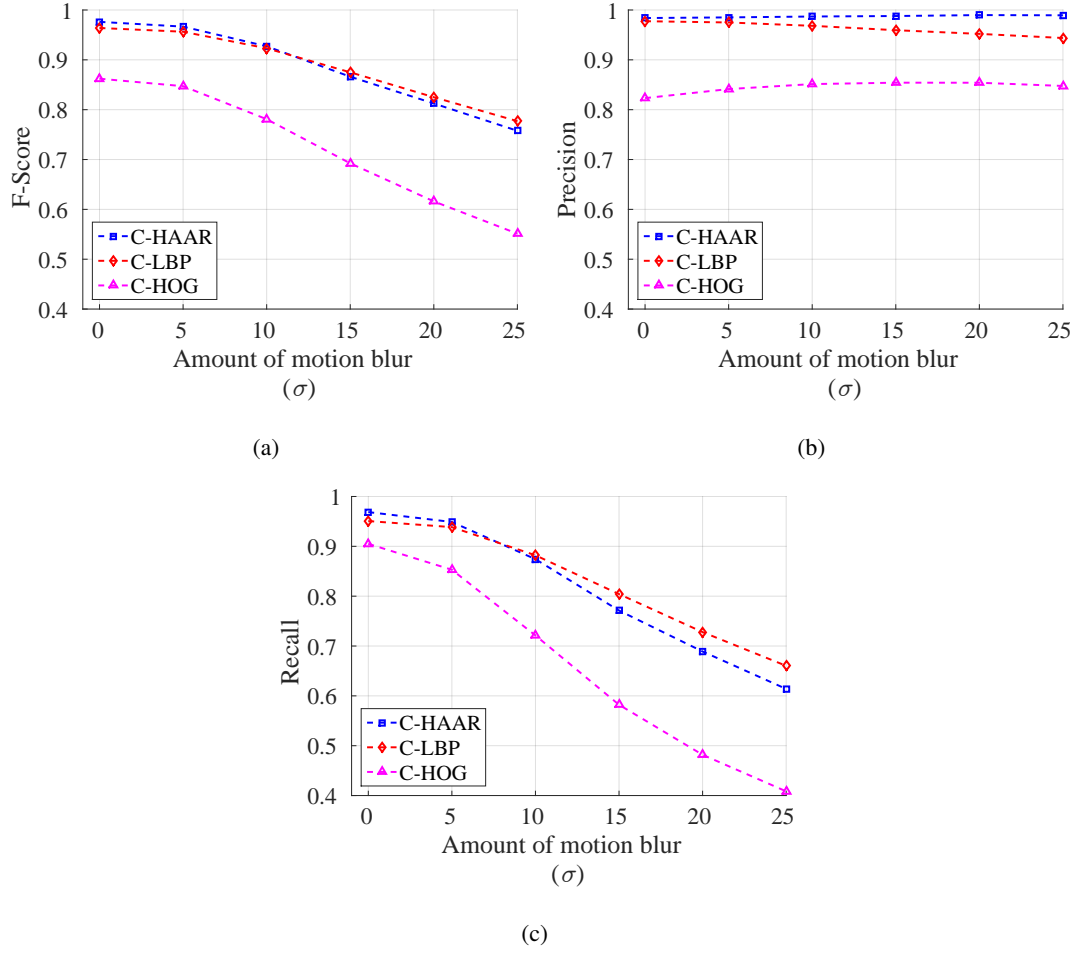 1
0.9
0.8
0.7
0.6
0.5
0.4
F-Score
C-HAAR
C-LBP
C-HOG
0 5 10 15 20 25
Amount of motion blur
(σ)
(a)
1
0.9
0.8
0.7
0.6
0.5
0.4
Precision
C-HAAR
C-LBP
C-HOG
0 5 10 15 20 25
Amount of motion blur
(σ)
(b)
1
0.9
0.8
0.7
0.6
0.5
0.4
Recall
C-HAAR
C-LBP
C-HOG
0 5 10 15 20 25
Amount of motion blur
(σ)
(c)